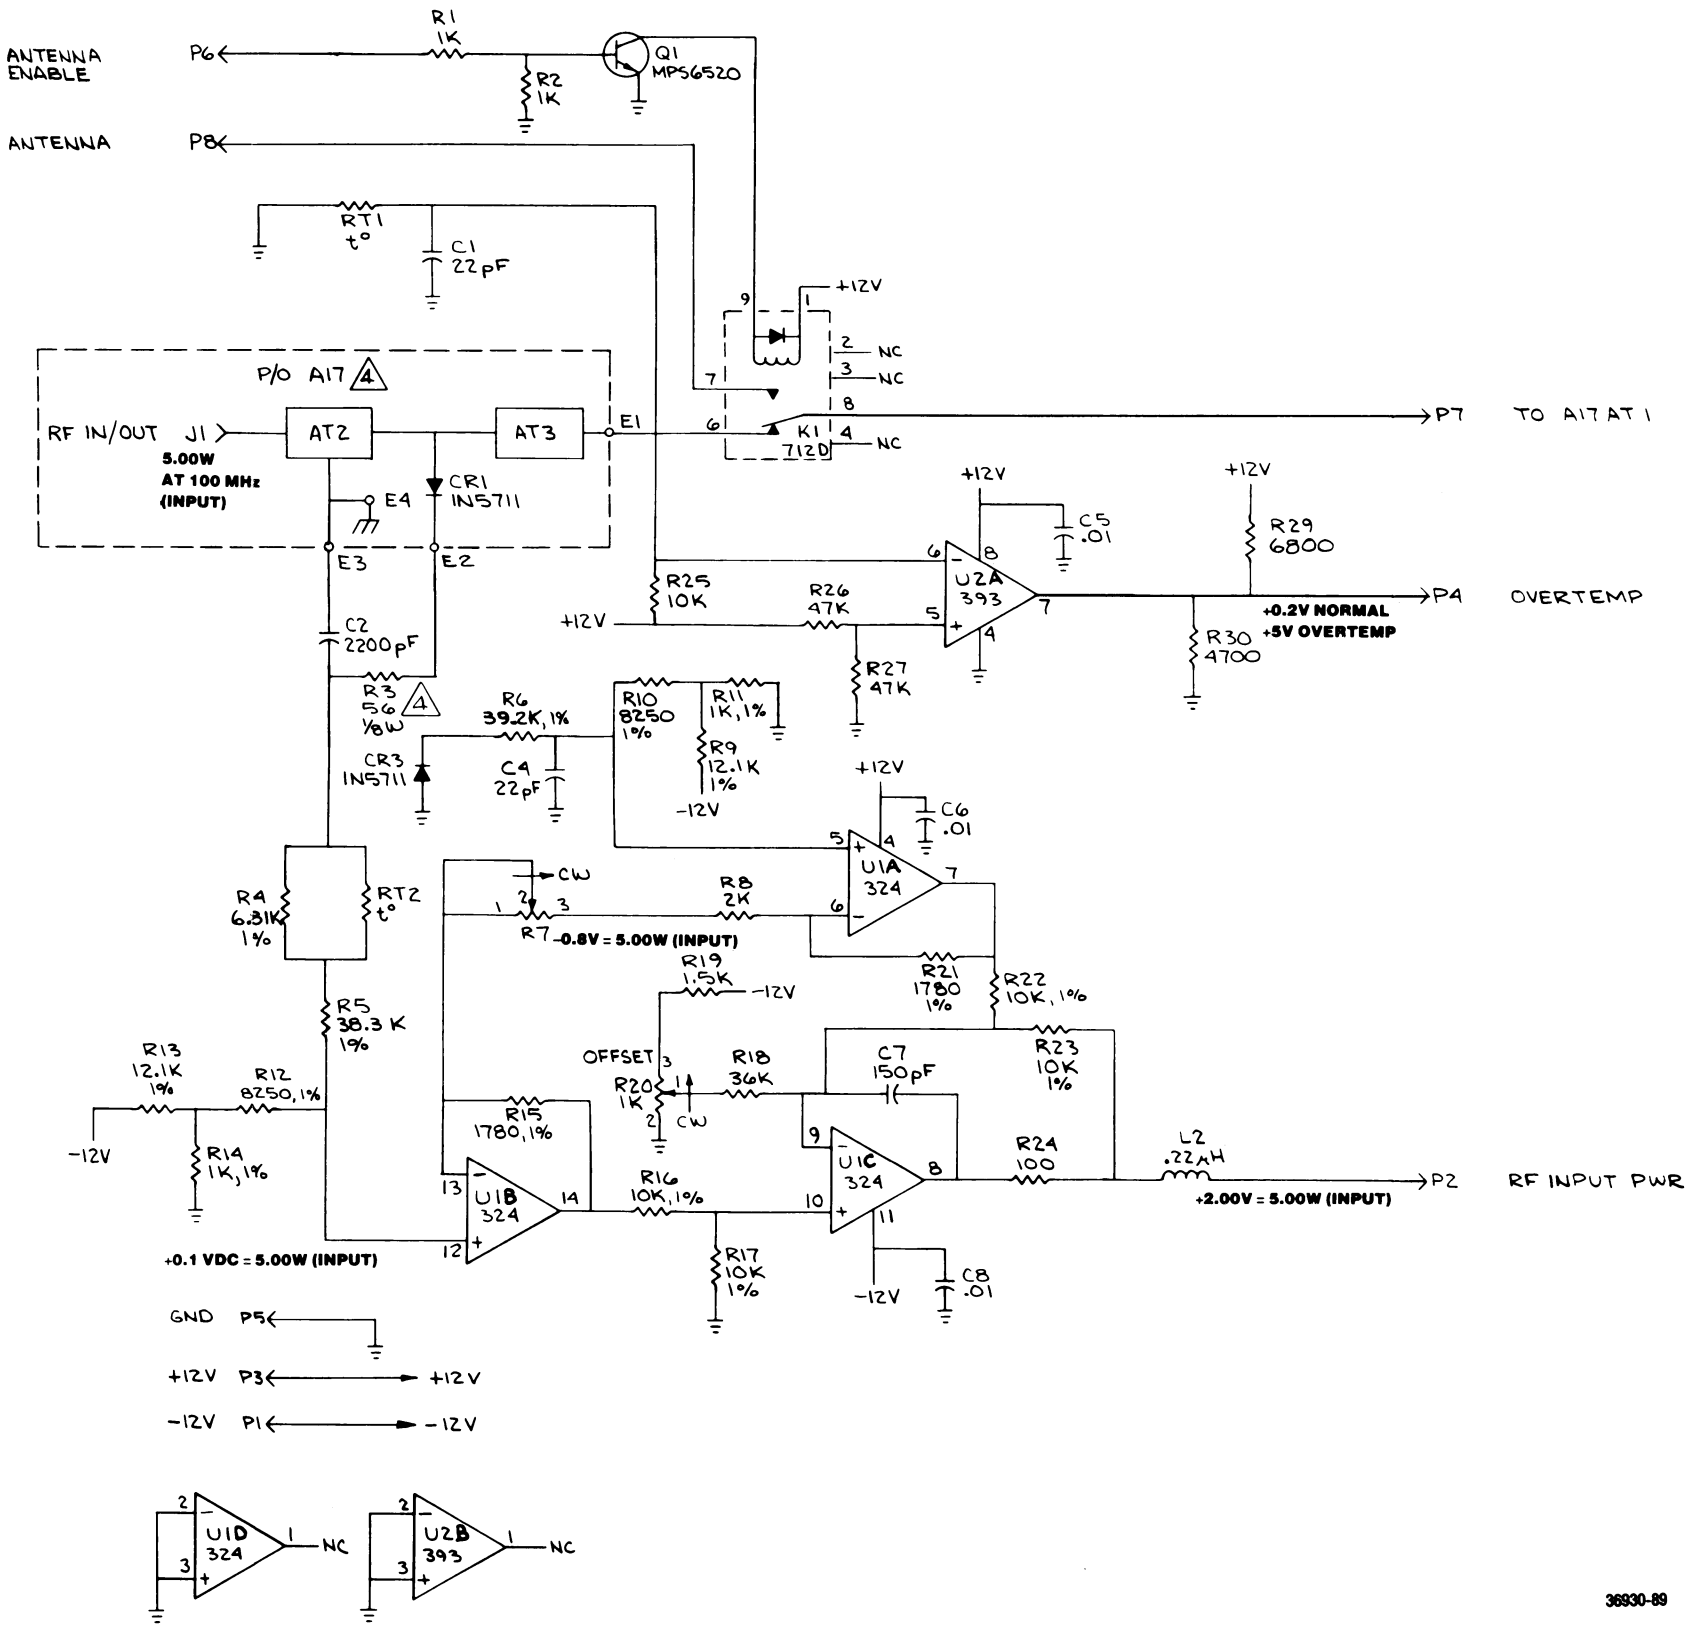 R1
1K
ANTENNA
ENABLE
P6
Q1
MPS6520
R2
1K
ANTENNA
P8
RT1
t°
C1
22pF
+12V
9
1
2
NC
3
NC
7
8
P7
TO A17 AT 1
6
K1
712D
4
NC
P/O A17
4
RF IN/OUT
J1
AT2
AT3
E1
5.00W
AT 100 MHz
(INPUT)
CR1
1N5711
E4
E3
E2
+12V
+12V
C5
.01
R29
6800
6
-
8
U2A
393
7
5
+
4
R25
10K
R26
47K
+12V
R27
47K
P4
OVERTEMP
+0.2V NORMAL
+5V OVERTEMP
R30
4700
C2
2200pF
R3
56
1/8W
4
R6
39.2K, 1%
R10
8250
1%
R11
1K, 1%
R9
12.1K
1%
-12V
CR3
1N5711
C4
22pF
+12V
C6
.01
5
+
4
U1A
324
7
6
-
CW
1
2
3
R7
-0.8V = 5.00W (INPUT)
R8
2K
R4
6.31K
1%
RT2
t°
R21
1780
1%
R22
10K, 1%
R19
1.5K
-12V
R5
38.3 K
1%
R13
12.1K
1%
R12
8250, 1%
-12V
R14
1K, 1%
OFFSET
3
R20
1K
1
2
CW
R18
36K
C7
150pF
R23
10K
1%
R15
1780, 1%
13
-
U1B
324
14
12
+
R16
10K, 1%
R17
10K
1%
9
-
U1C
324
8
10
+
11
-12V
C8
.01
R24
100
L2
.22μH
P2
RF INPUT PWR
+2.00V = 5.00W (INPUT)
+0.1 VDC = 5.00W (INPUT)
GND P5
+12V P3 +12V
-12V P1 -12V
2
-
U1D
324
1
NC
3
+
2
-
U2B
393
1
NC
3
+
36930-89